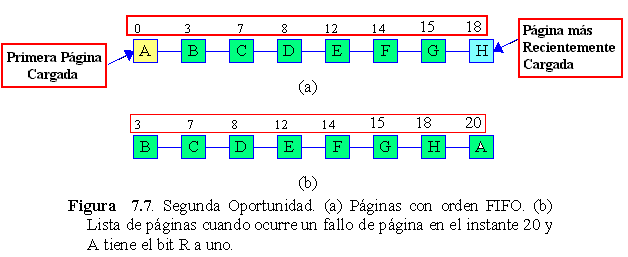 0 3 7 8 12 14 15 18
Primera Página
Cargada
A B C D E F G H
Página más
Recientemente
Cargada
(a)
3 7 8 12 14 15 18 20
B C D E F G H A
(b)
Figura 7.7. Segunda Oportunidad. (a) Páginas con orden FIFO. (b)
Lista de páginas cuando ocurre un fallo de página en el instante 20 y
A tiene el bit R a uno.